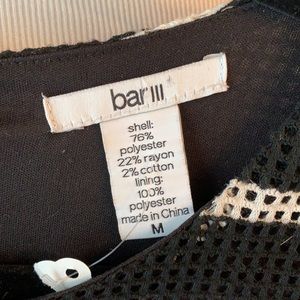 bar III
shell:
76%
polyester
22% rayon
2% cotton
lining:
100%
polyester
made in China
M